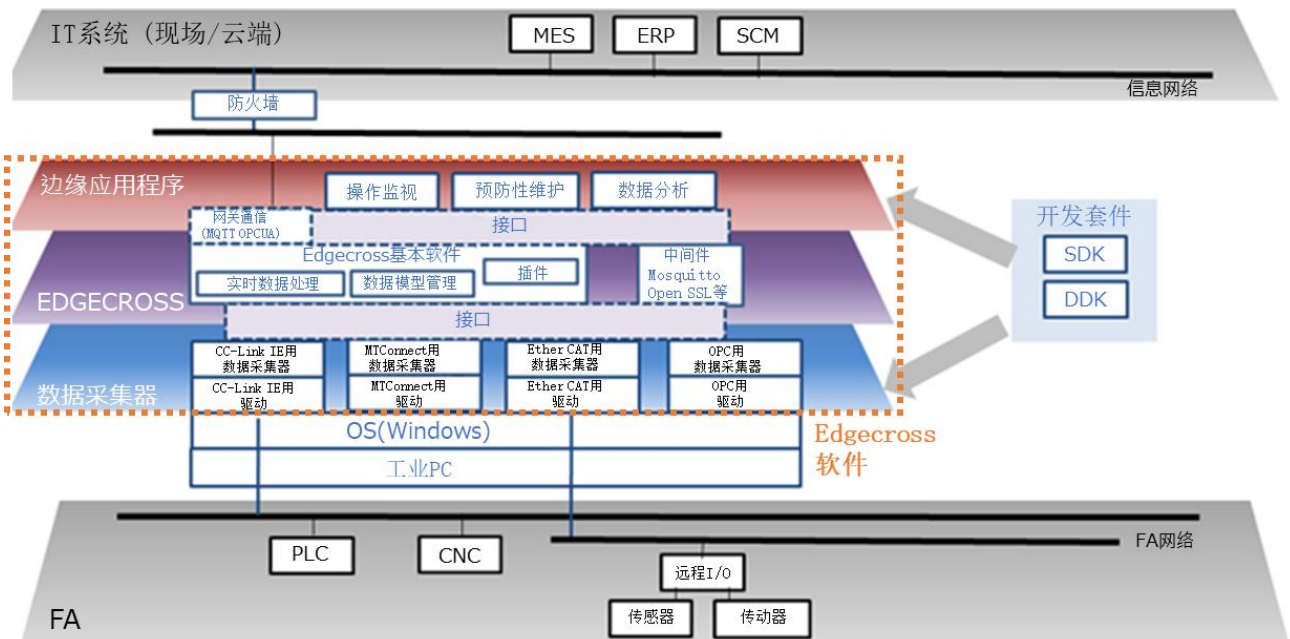 IT系统 (现场/云端)
MES
ERP
SCM
信息网络
防火墙
边缘应用程序
操作监视
预防性维护
数据分析
网关通信
(MQTT OPCUA)
接口
开发套件
SDK
DDK
Edgecross基本软件
实时数据处理
数据模型管理
插件
中间件
Mosquitto
Open SSL等
EDGECROSS
接口
CC-Link IE用
数据采集器
MTConnect用
数据采集器
Ether CAT用
数据采集器
OPC用
数据采集器
数据采集器
CC-Link IE用
驱动
MTConnect用
驱动
Ether CAT用
驱动
OPC用
驱动
OS(Windows)
工业PC
Edgecross
软件
PLC
CNC
FA网络
远程I/O
传感器
传动器
FA